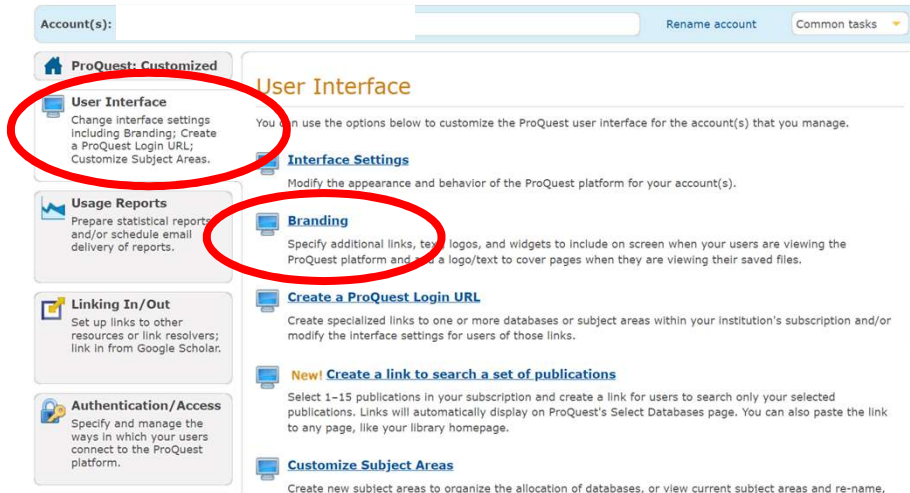 Account(s):
Rename account
Common tasks
ProQuest: Customized
User Interface
Change interface settings
including Branding; Create
a ProQuest Login URL;
Customize Subject Areas.
Usage Reports
Prepare statistical reports
and/or schedule email
delivery of reports.
Linking In/Out
Set up links to other
resources or link resolvers;
link in from Google Scholar.
Authentication/Access
Specify and manage the
ways in which your users
connect to the ProQuest
platform.
User Interface
You can use the options below to customize the ProQuest user interface for the account(s) that you manage.
Interface Settings
Modify the appearance and behavior of the ProQuest platform for your account(s).
Branding
Specify additional links, text, logos, and widgets to include on screen when your users are viewing the
ProQuest platform and add a logo/text to cover pages when they are viewing their saved files.
Create a ProQuest Login URL
Create specialized links to one or more databases or subject areas within your institution's subscription and/or
modify the interface settings for users of those links.
New! Create a link to search a set of publications
Select 1–15 publications in your subscription and create a link for users to search only your selected
publications. Links will automatically display on ProQuest's Select Databases page. You can also paste the link
to any page, like your library homepage.
Customize Subject Areas
Create new subject areas to organize the allocation of databases, or view current subject areas and re-name,